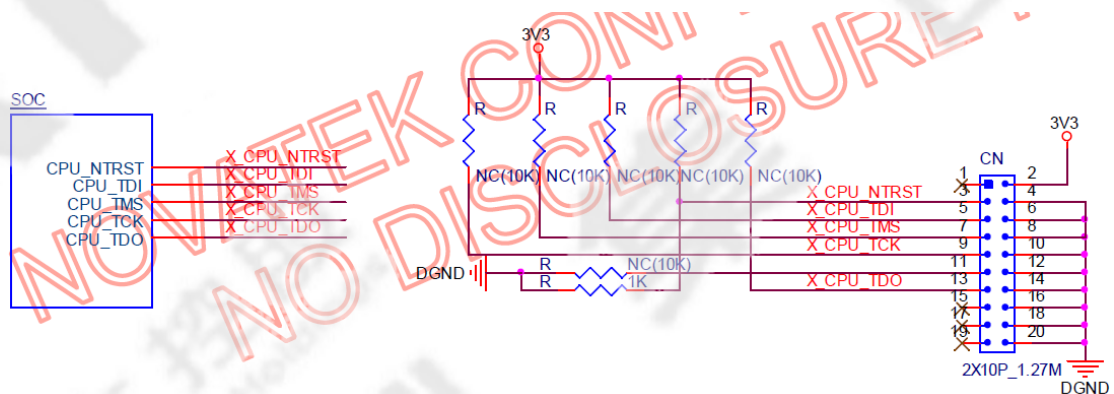 NOVATEK CONF
NO DISCLOSURE
SOC
CPU_NTRST
CPU_TDI
CPU_TMS
CPU_TCK
CPU_TDO
X_CPU_NTRST
X_CPU_TDI
X_CPU_TMS
X_CPU_TCK
X_CPU_TDO
3V3
R R R R R
NC(10K) NC(10K) NC(10K) NC(10K) NC(10K)
DGND
R NC(10K)
R 1K
X_CPU_NTRST
X_CPU_TDI
X_CPU_TMS
X_CPU_TCK
X_CPU_TDO
3V3
CN
1 2
3 4
5 6
7 8
9 10
11 12
13 14
15 16
17 18
19 20
2X10P_1.27M
DGND